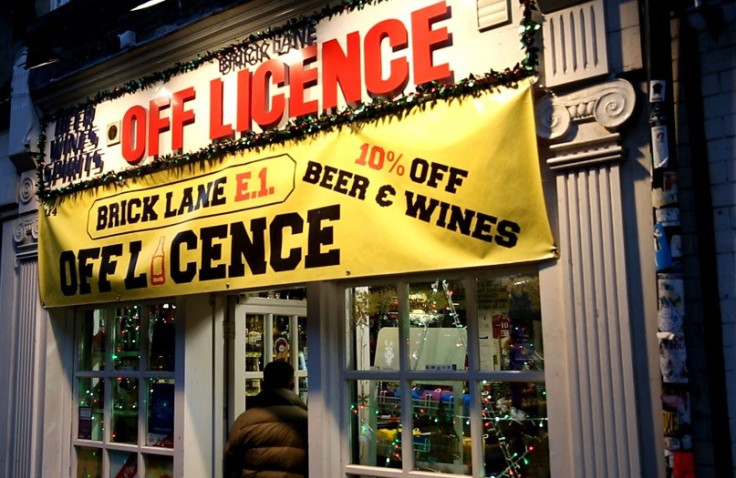 BRICK LANE
BEER
WINES
SPIRITS
OFF LICENCE
BRICK LANE E.1.
OFF LICENCE
10% OFF
BEER & WINES